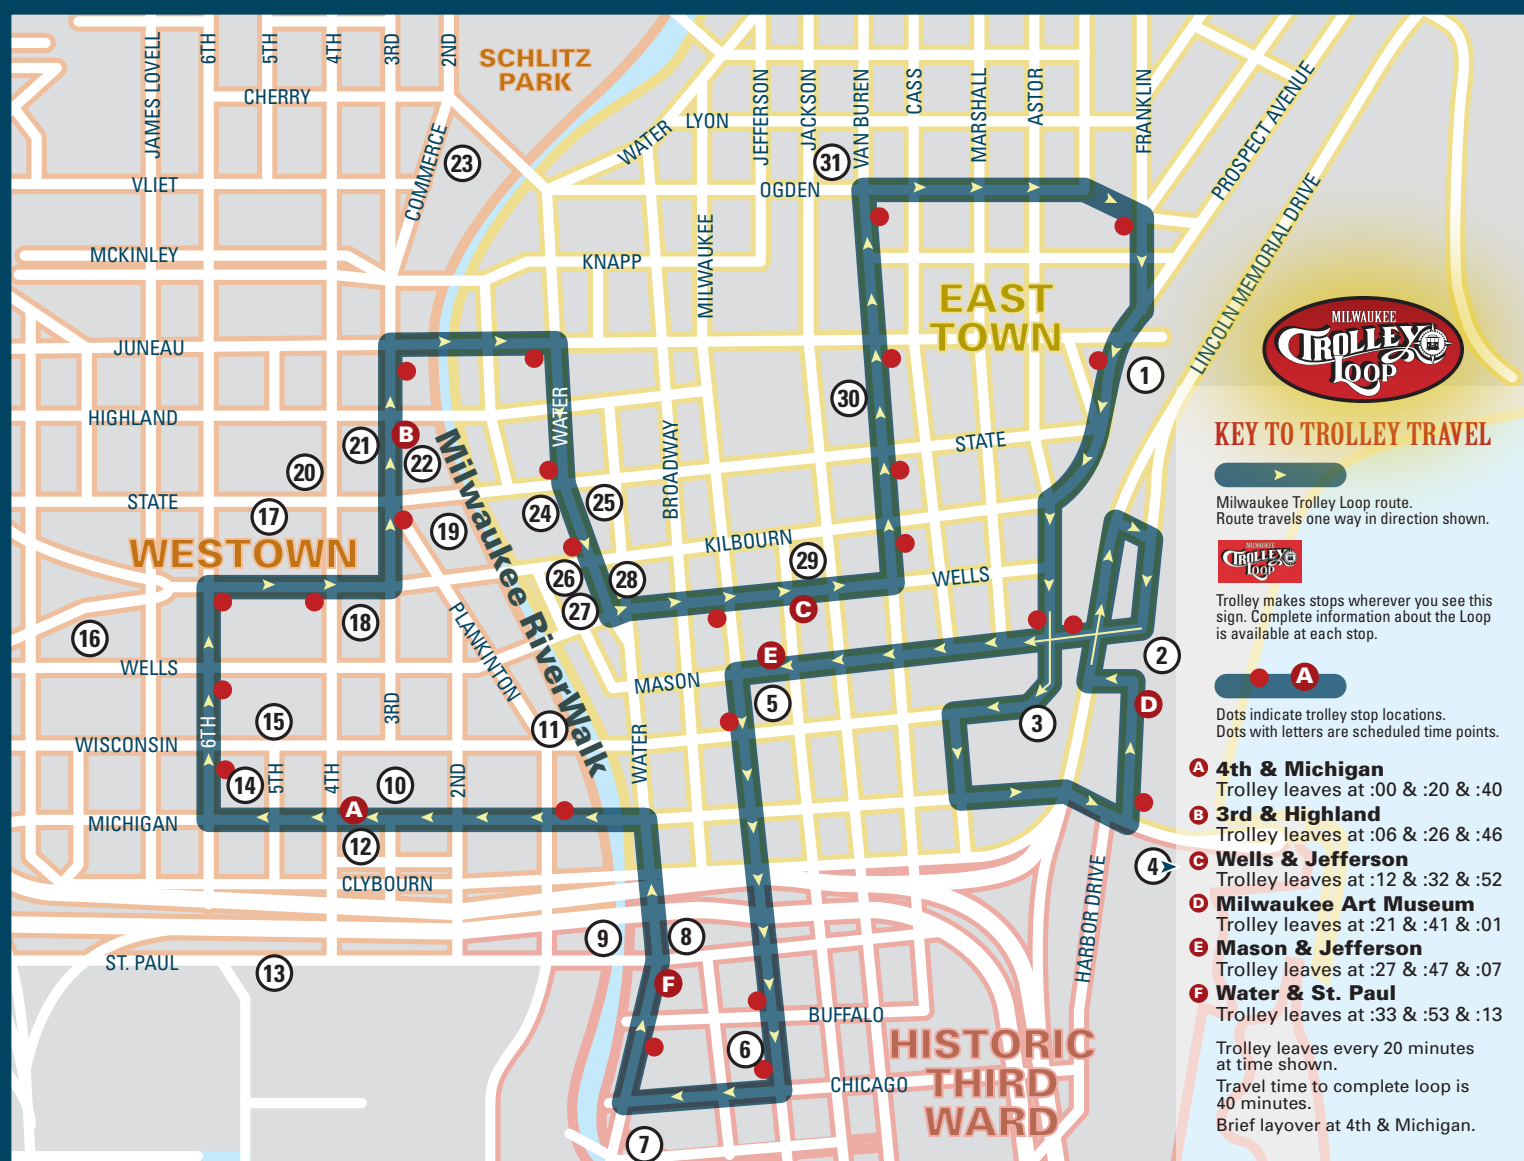 JAMES LOVELL
6TH
5TH
4TH
3RD
2ND
SCHLITZ
PARK
CHERRY
COMMERCE
23
WATER
LYON
JEFFERSON
JACKSON
VAN BUREN
CASS
MARSHALL
ASTOR
FRANKLIN
PROSPECT AVENUE
LINCOLN MEMORIAL DRIVE
31
VLIET
OGDEN
MCKINLEY
KNAPP
MILWAUKEE
EAST
TOWN
JUNEAU
1
HIGHLAND
B
21
22
20
30
WATER
BROADWAY
STATE
STATE
17
19
24
25
WESTOWN
Milwaukee RiverWalk
KILBOURN
29
26
28
27
C
WELLS
18
16
PLANKINTON
WELLS
E
2
MASON
3RD
15
11
5
3
D
WISCONSIN
6TH
WATER
14
5TH
4TH
10
2ND
A
MICHIGAN
12
CLYBOURN
4
HARBOR DRIVE
9
8
ST. PAUL
13
F
BUFFALO
6
HISTORIC
THIRD
WARD
CHICAGO
7
MILWAUKEE
TROLLEY
LOOP
KEY TO TROLLEY TRAVEL
Milwaukee Trolley Loop route.
Route travels one way in direction shown.
MILWAUKEE
TROLLEY
LOOP
Trolley makes stops wherever you see this
sign. Complete information about the Loop
is available at each stop.
A
Dots indicate trolley stop locations.
Dots with letters are scheduled time points.
A 4th & Michigan
Trolley leaves at :00 & :20 & :40
B 3rd & Highland
Trolley leaves at :06 & :26 & :46
C Wells & Jefferson
Trolley leaves at :12 & :32 & :52
D Milwaukee Art Museum
Trolley leaves at :21 & :41 & :01
E Mason & Jefferson
Trolley leaves at :27 & :47 & :07
F Water & St. Paul
Trolley leaves at :33 & :53 & :13
Trolley leaves every 20 minutes
at time shown.
Travel time to complete loop is
40 minutes.
Brief layover at 4th & Michigan.